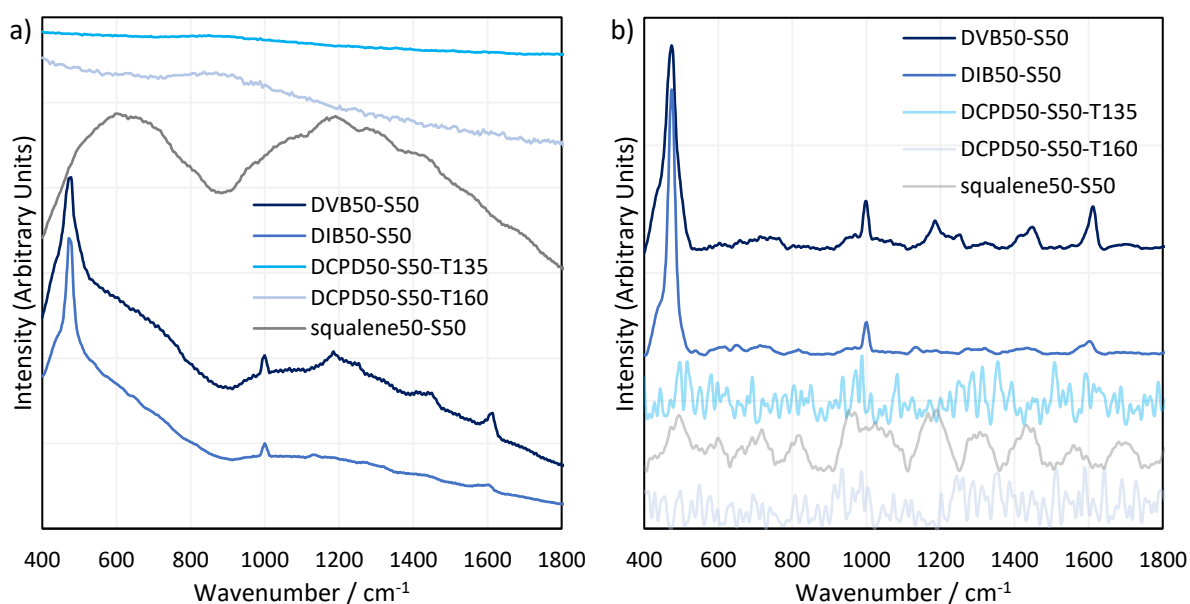 a)
Intensity (Arbitrary Units)
DVB50-S50
DIB50-S50
DCPD50-S50-T135
DCPD50-S50-T160
squalene50-S50
400 600 800 1000 1200 1400 1600 1800
Wavenumber / cm⁻¹
b)
Intensity (Arbitrary Units)
DVB50-S50
DIB50-S50
DCPD50-S50-T135
DCPD50-S50-T160
squalene50-S50
400 600 800 1000 1200 1400 1600 1800
Wavenumber / cm⁻¹